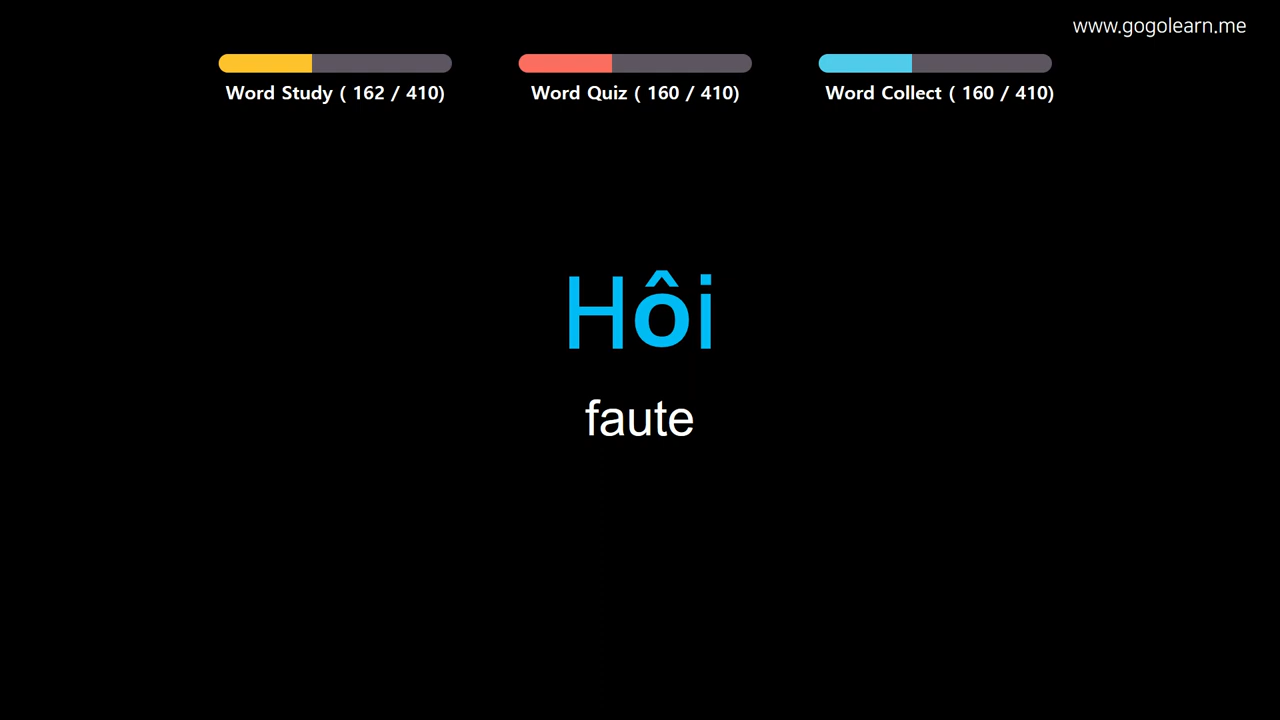 www.gogolearn.me
Word Study ( 162 / 410)
Word Quiz ( 160 / 410)
Word Collect ( 160 / 410)
Hôi
faute